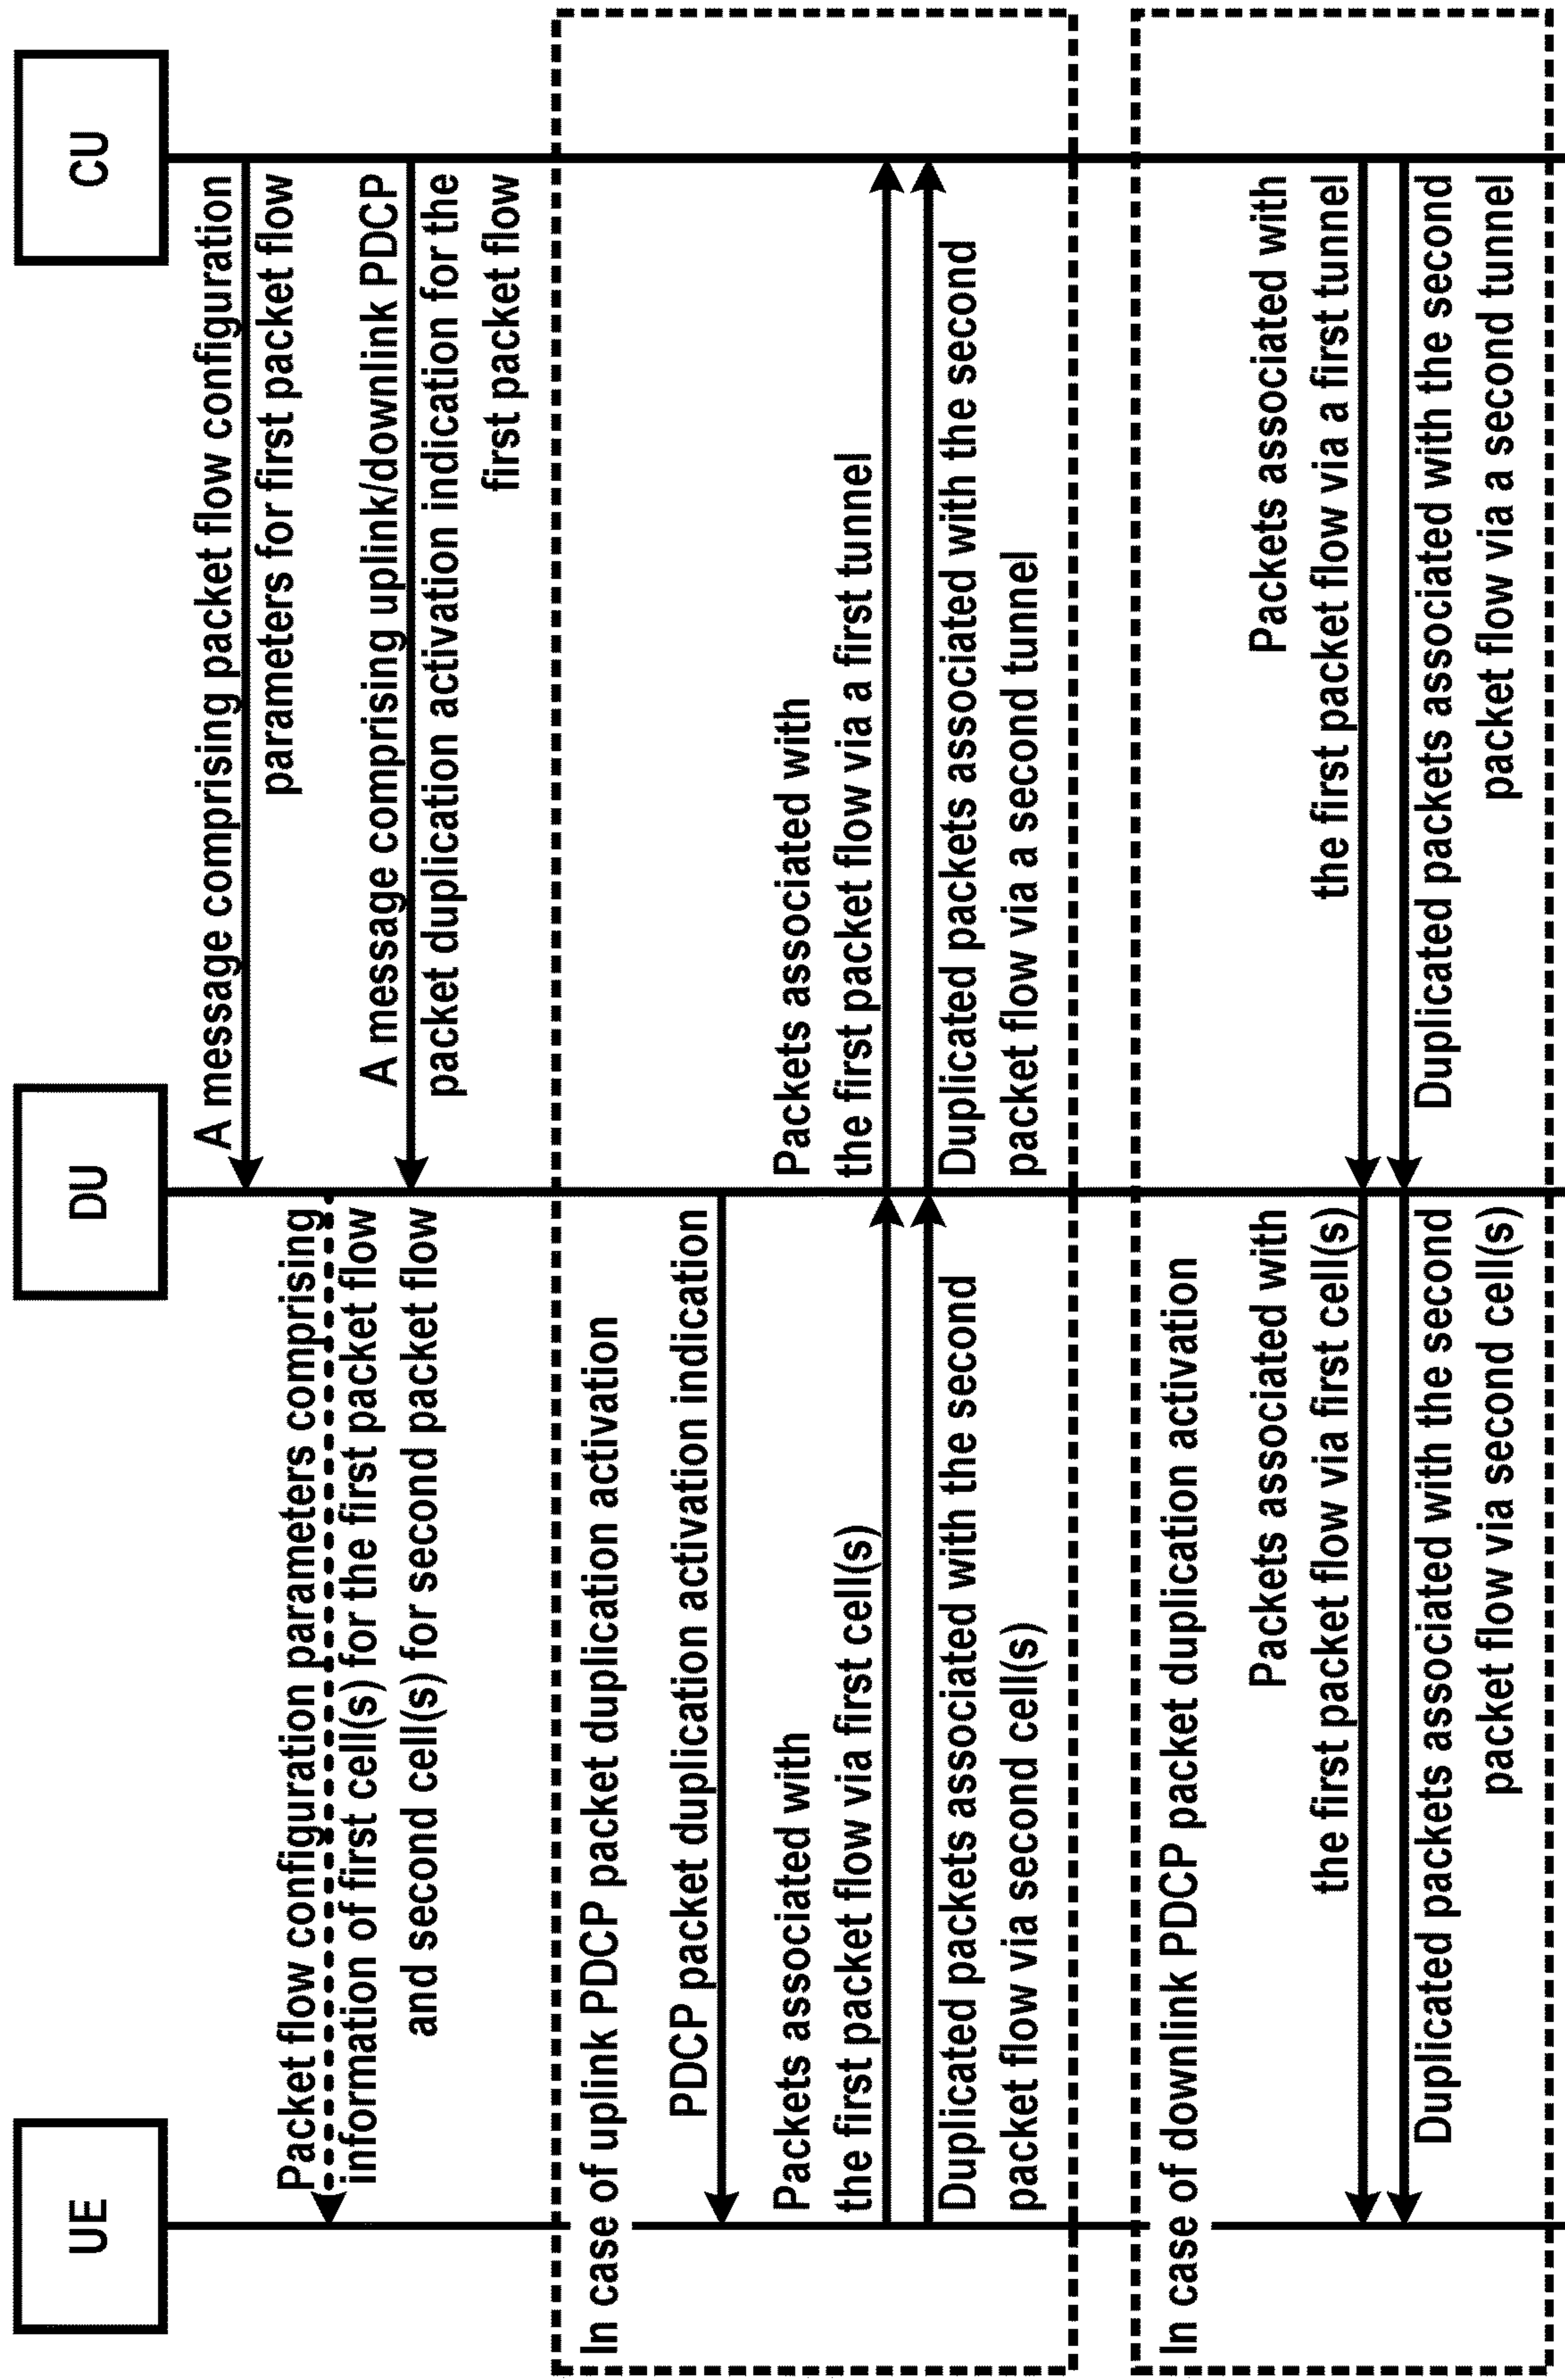 UE
DU
CU
A message comprising packet flow configuration
parameters for first packet flow
Packet flow configuration parameters comprising
information of first cell(s) for the first packet flow
and second cell(s) for second packet flow
A message comprising uplink/downlink PDCP
packet duplication activation indication for the
first packet flow
In case of uplink PDCP packet duplication activation
PDCP packet duplication activation indication
Packets associated with
the first packet flow via first cell(s)
Duplicated packets associated with the second
packet flow via second cell(s)
Packets associated with
the first packet flow via a first tunnel
Duplicated packets associated with the second
packet flow via a second tunnel
In case of downlink PDCP packet duplication activation
Packets associated with
the first packet flow via first cell(s)
Duplicated packets associated with the second
packet flow via second cell(s)
Packets associated with
the first packet flow via a first tunnel
Duplicated packets associated with the second
packet flow via a second tunnel